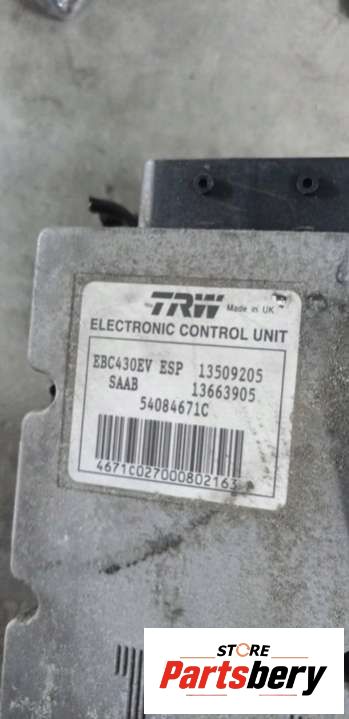 TRW Made in UK
ELECTRONIC CONTROL UNIT
EBC430EV ESP 13509205
SAAB 13663905
54084671C
4671C027000802163
STORE
Partsbery